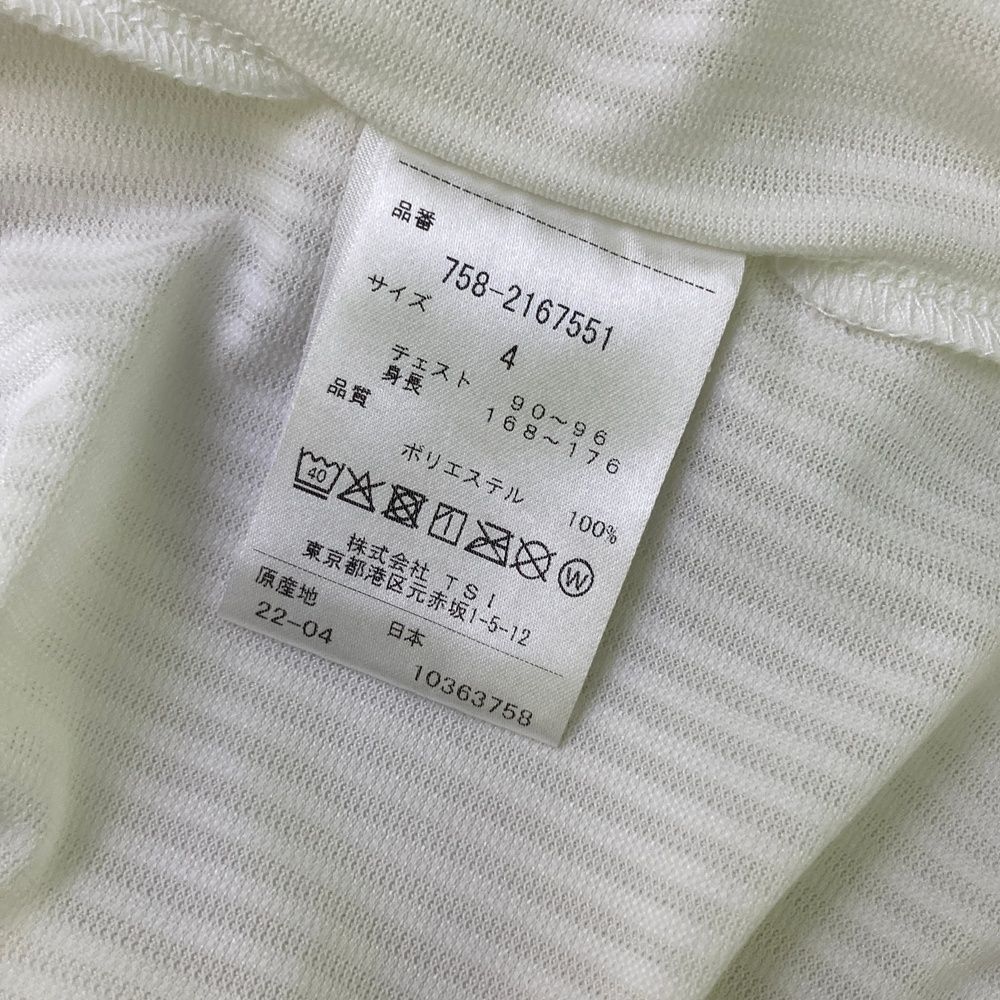 品番
758-2167551
サイズ
4
チェスト 90～96
身長 168～176
品質
ポリエステル 100%
40
W
株式会社 TSI
東京都港区元赤坂1-5-12
原産地 日本
22-04 10363758